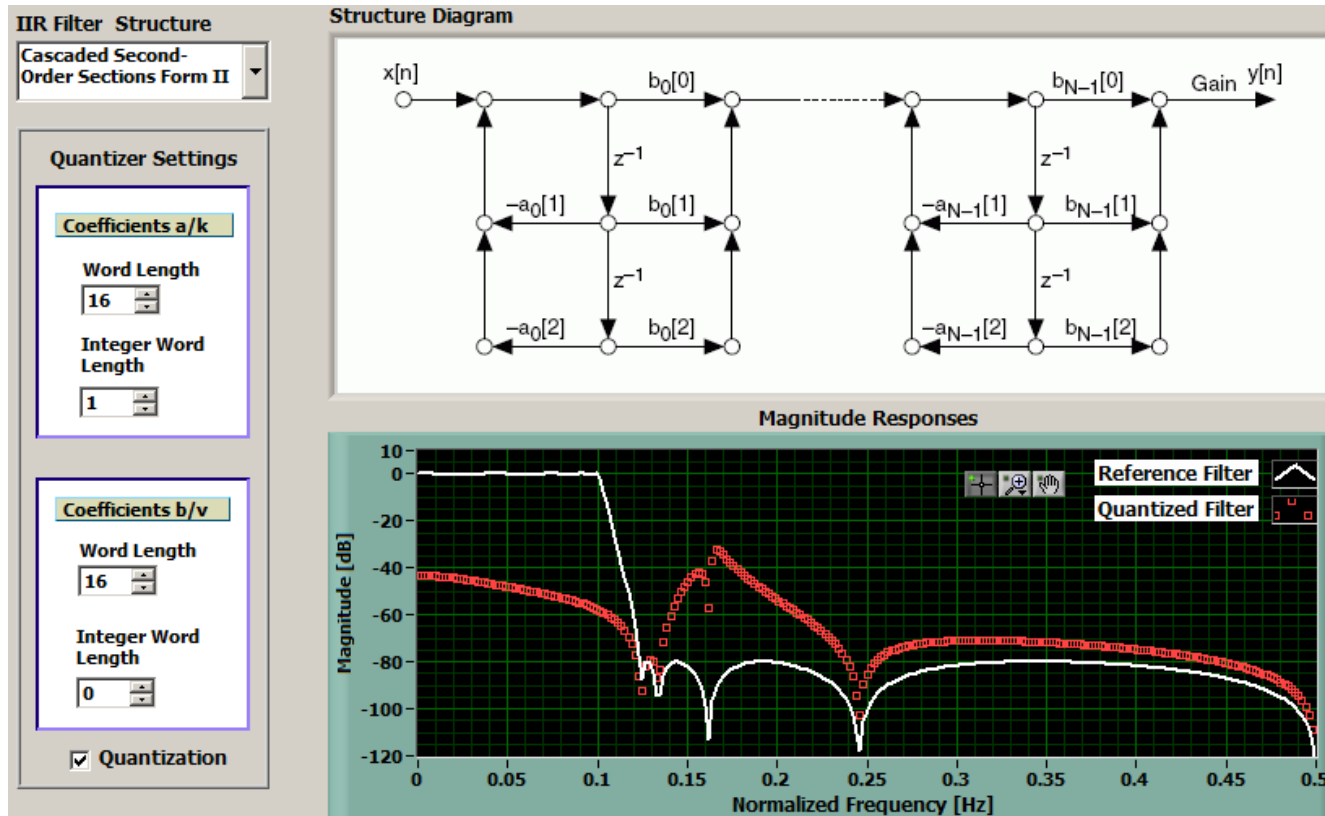 IIR Filter Structure
Cascaded Second-
Order Sections Form II
Quantizer Settings
Coefficients a/k
Word Length
16
Integer Word
Length
1
Coefficients b/v
Word Length
16
Integer Word
Length
0
Quantization
Structure Diagram
x[n]
b0[0]
bN−1[0]
Gain
y[n]
z−1
z−1
−a0[1]
b0[1]
−aN−1[1]
bN−1[1]
z−1
z−1
−a0[2]
b0[2]
−aN−1[2]
bN−1[2]
Magnitude Responses
Reference Filter
Quantized Filter
Magnitude [dB]
10
0
-20
-40
-60
-80
-100
-120
0
0.05
0.1
0.15
0.2
0.25
0.3
0.35
0.4
0.45
0.5
Normalized Frequency [Hz]